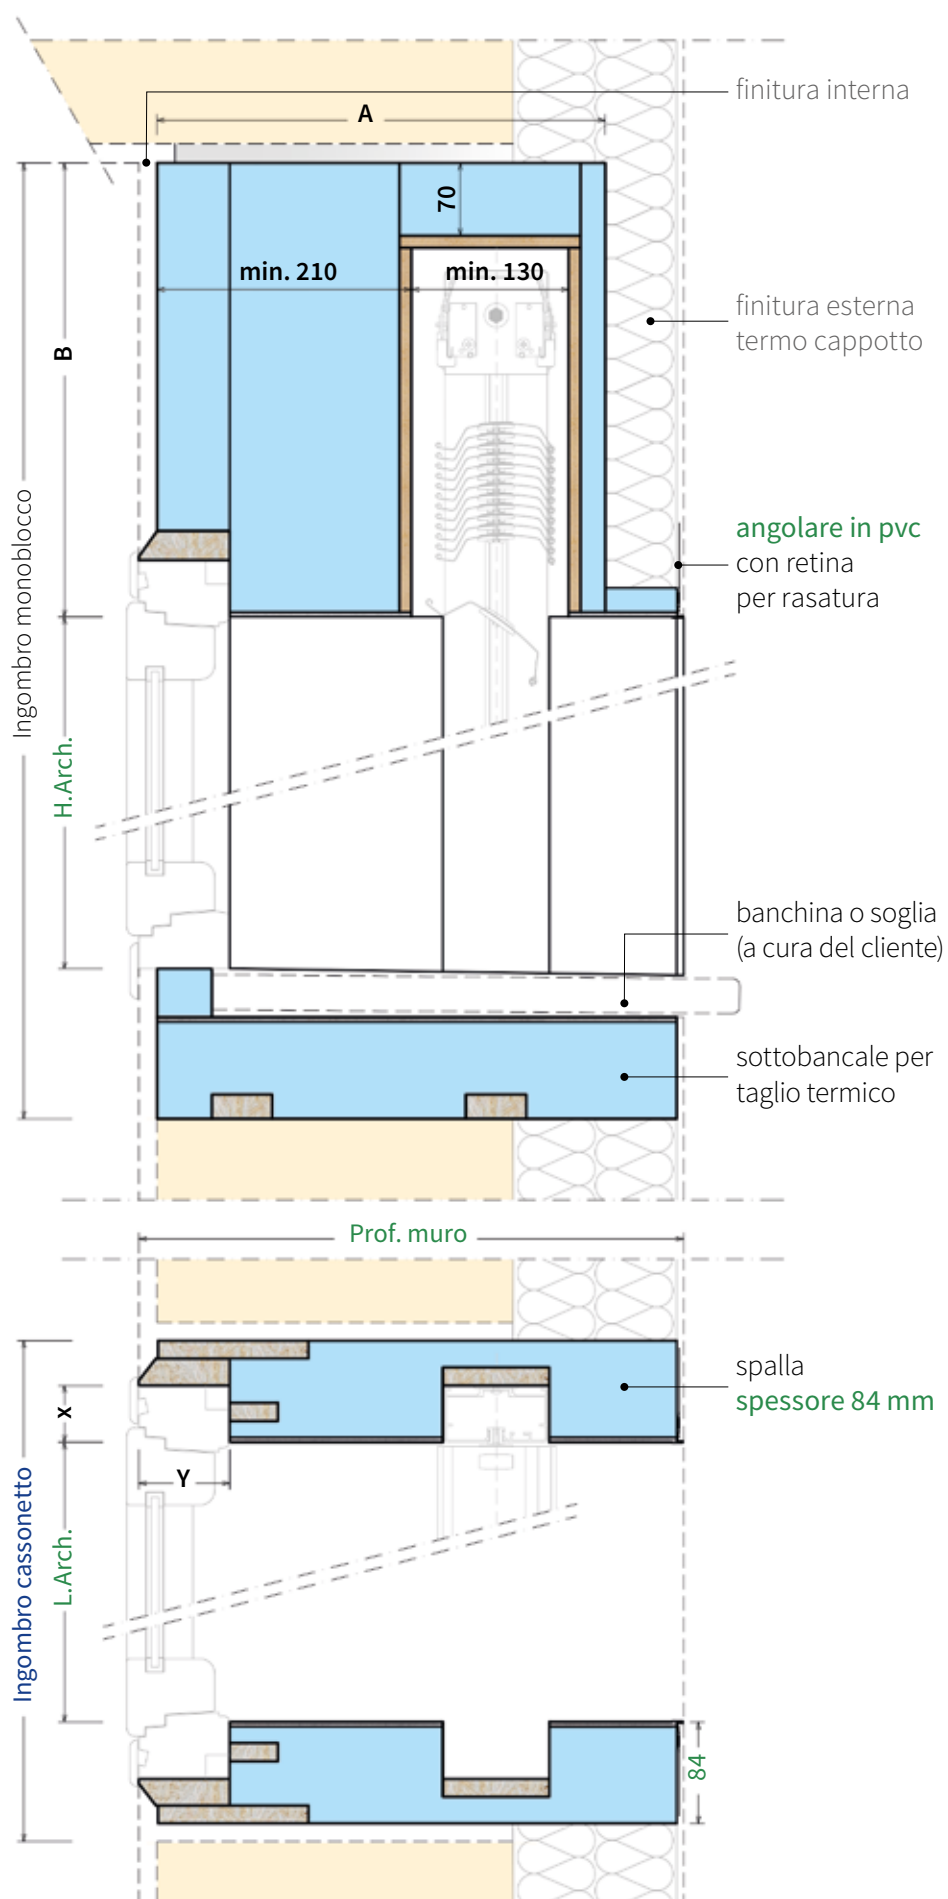 finitura interna
A
70
min. 210
min. 130
B
finitura esterna
termo cappotto
Ingombro monoblocco
angolare in pvc
con retina
per rasatura
H.Arch.
banchina o soglia
(a cura del cliente)
sottobancale per
taglio termico
Prof. muro
spalla
spessore 84 mm
x
Y
Ingombro cassonetto
L.Arch.
84